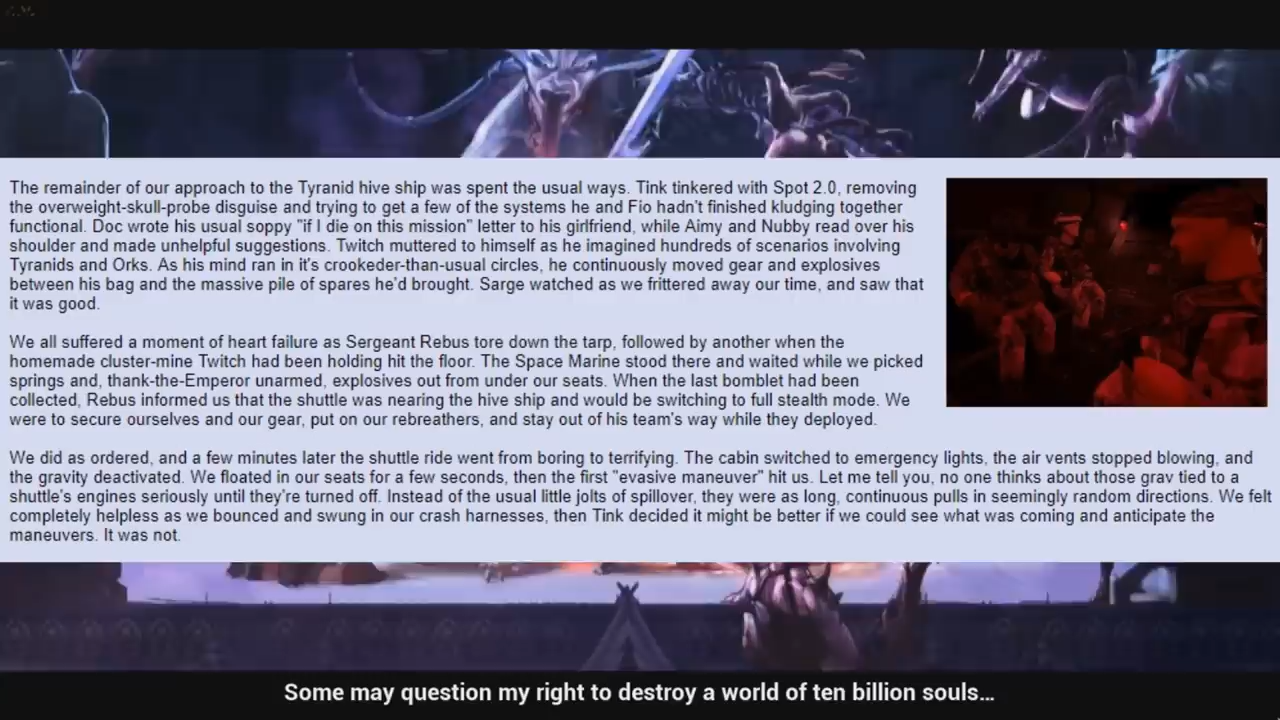 The remainder of our approach to the Tyranid hive ship was spent the usual ways. Tink tinkered with Spot 2.0, removing
the overweight-skull-probe disguise and trying to get a few of the systems he and Fio hadn't finished kludging together
functional. Doc wrote his usual soppy "if I die on this mission" letter to his girlfriend, while Aimy and Nubby read over his
shoulder and made unhelpful suggestions. Twitch muttered to himself as he imagined hundreds of scenarios involving
Tyranids and Orks. As his mind ran in it's crookeder-than-usual circles, he continuously moved gear and explosives
between his bag and the massive pile of spares he'd brought. Sarge watched as we frittered away our time, and saw that
it was good.
We all suffered a moment of heart failure as Sergeant Rebus tore down the tarp, followed by another when the
homemade cluster-mine Twitch had been holding hit the floor. The Space Marine stood there and waited while we picked
springs and, thank-the-Emperor unarmed, explosives out from under our seats. When the last bomblet had been
collected, Rebus informed us that the shuttle was nearing the hive ship and would be switching to full stealth mode. We
were to secure ourselves and our gear, put on our rebreathers, and stay out of his team's way while they deployed.
We did as ordered, and a few minutes later the shuttle ride went from boring to terrifying. The cabin switched to emergency lights, the air vents stopped blowing, and
the gravity deactivated. We floated in our seats for a few seconds, then the first "evasive maneuver" hit us. Let me tell you, no one thinks about those grav tied to a
shuttle's engines seriously until they're turned off. Instead of the usual little jolts of spillover, they were as long, continuous pulls in seemingly random directions. We felt
completely helpless as we bounced and swung in our crash harnesses, then Tink decided it might be better if we could see what was coming and anticipate the
maneuvers. It was not.
Some may question my right to destroy a world of ten billion souls...